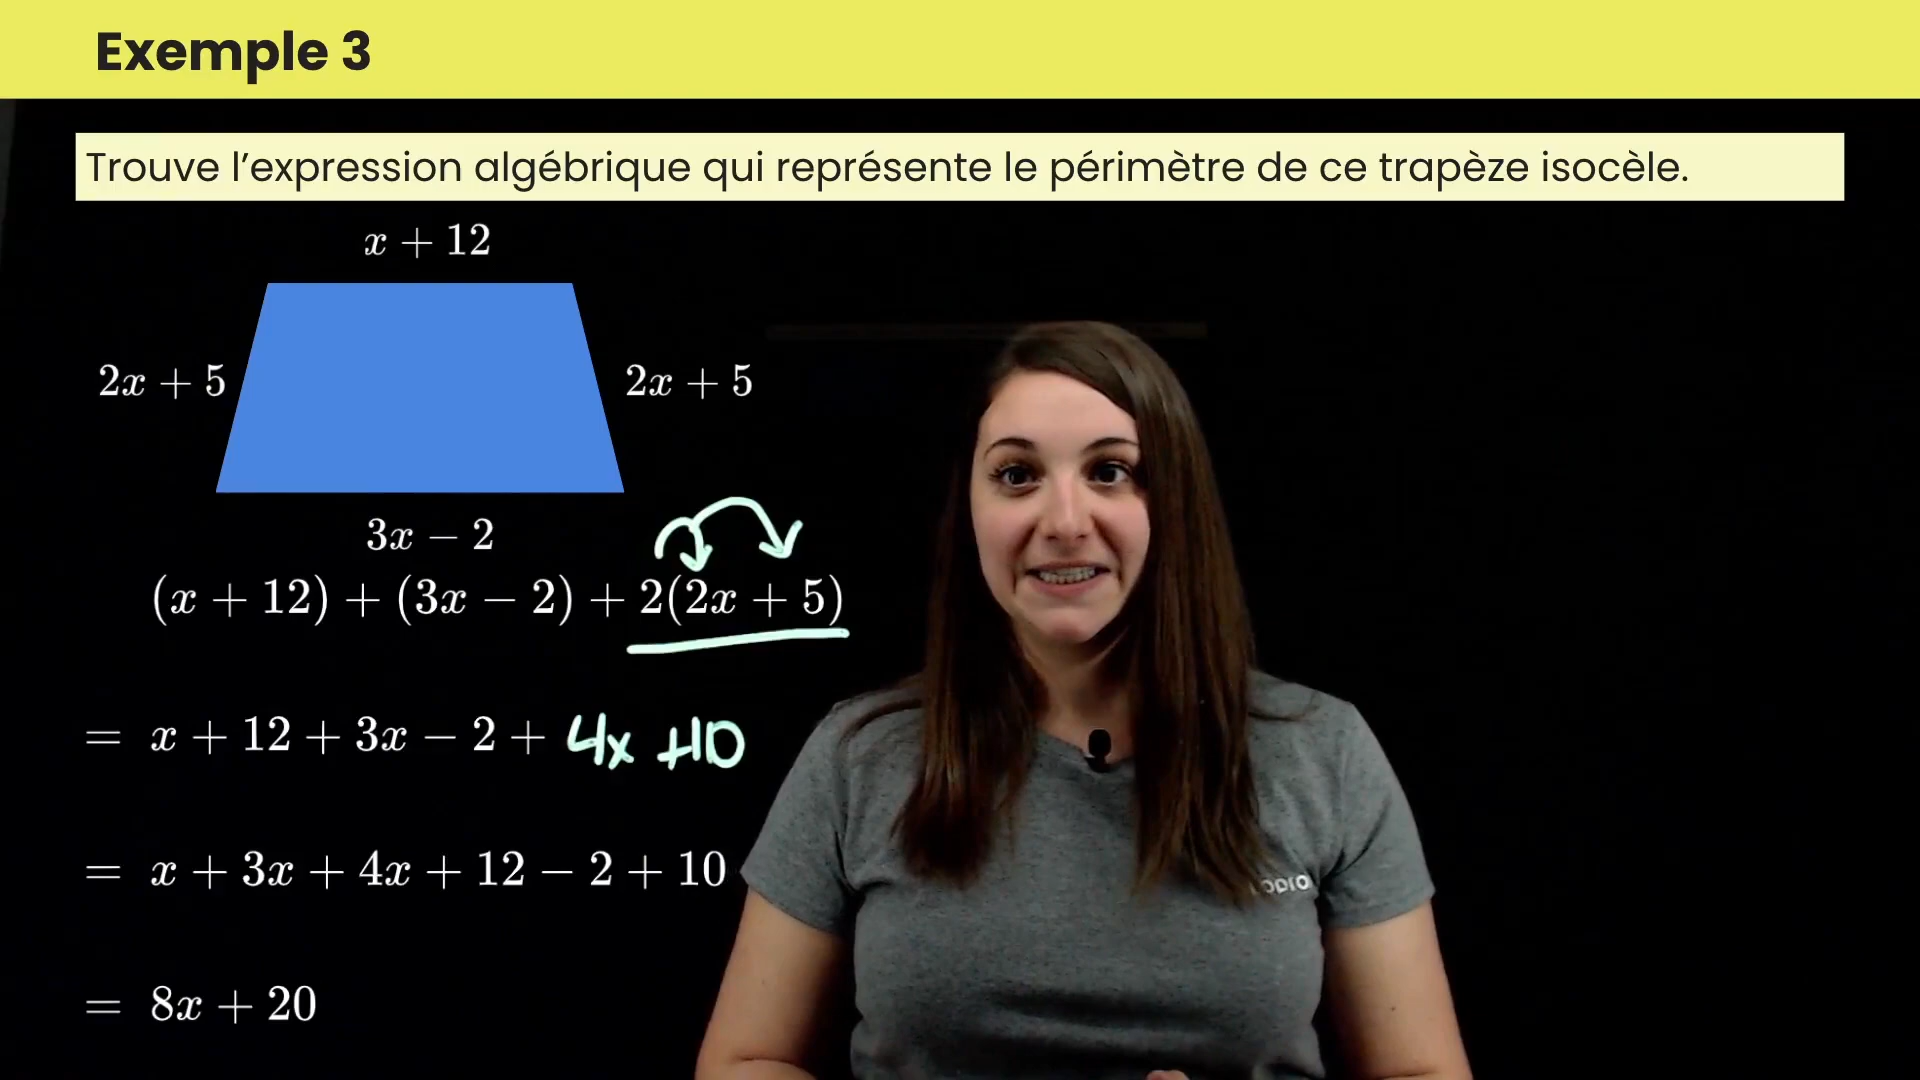 Exemple 3
Trouve l’expression algébrique qui représente le périmètre de ce trapèze isocèle.
x + 12
2x + 5
2x + 5
3x − 2
(x + 12) + (3x − 2) + 2(2x + 5)
= x + 12 + 3x − 2 + 4x +10
= x + 3x + 4x + 12 − 2 + 10
= 8x + 20